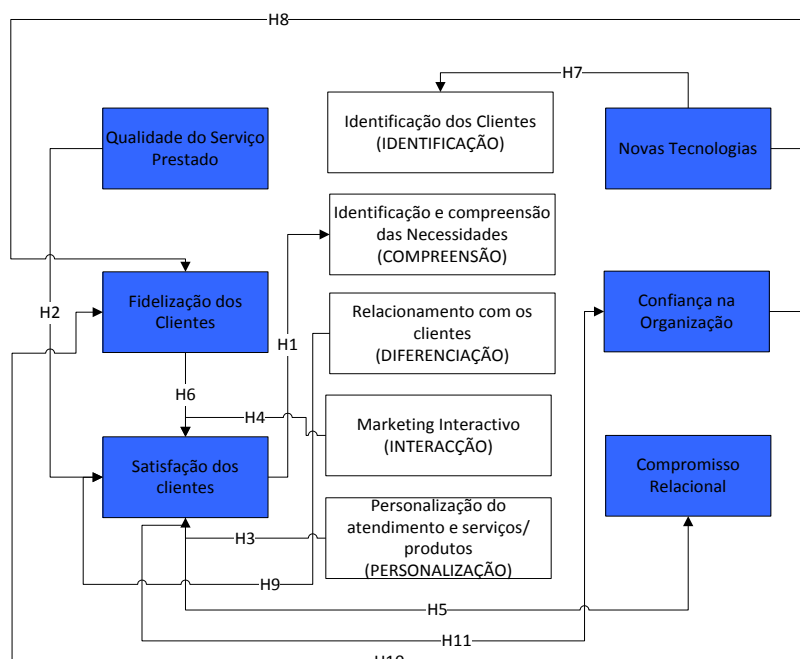 H8
H7
Identificação dos Clientes
(IDENTIFICAÇÃO)
Qualidade do Serviço
Prestado
Novas Tecnologias
Identificação e compreensão
das Necessidades
(COMPREENSÃO)
Fidelização dos
Clientes
Relacionamento com os
clientes
(DIFERENCIAÇÃO)
Confiança na
Organização
H2
H1
H6
H4
Marketing Interactivo
(INTERACÇÃO)
Satisfação dos
clientes
Compromisso
Relacional
Personalização do
atendimento e serviços/
produtos
(PERSONALIZAÇÃO)
H3
H9
H5
H11
H10